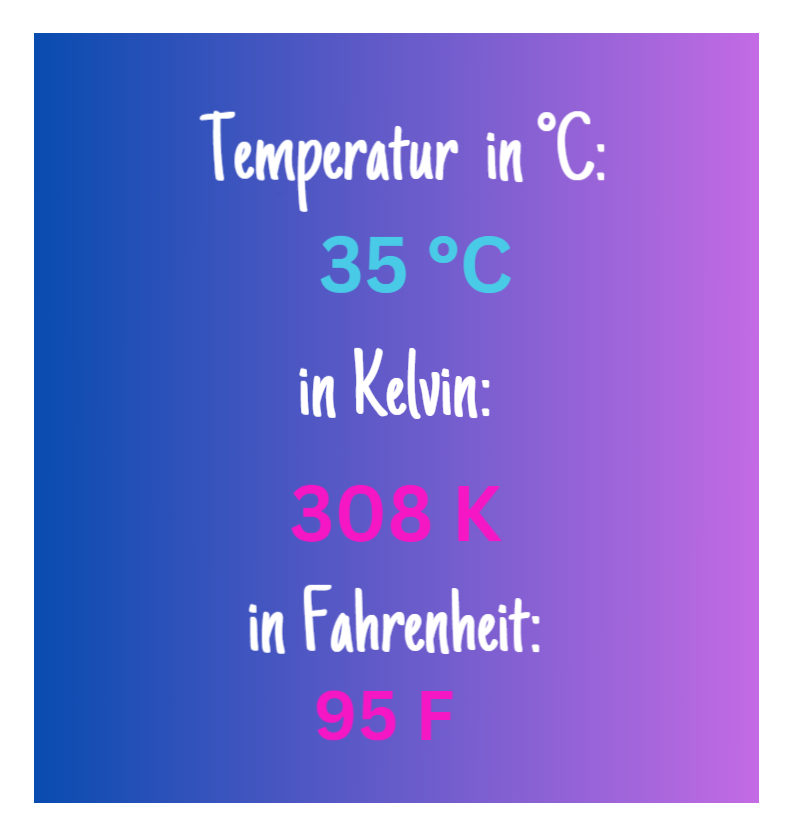 Temperatur in °C:
35 °C
in Kelvin:
308 K
in Fahrenheit:
95 F